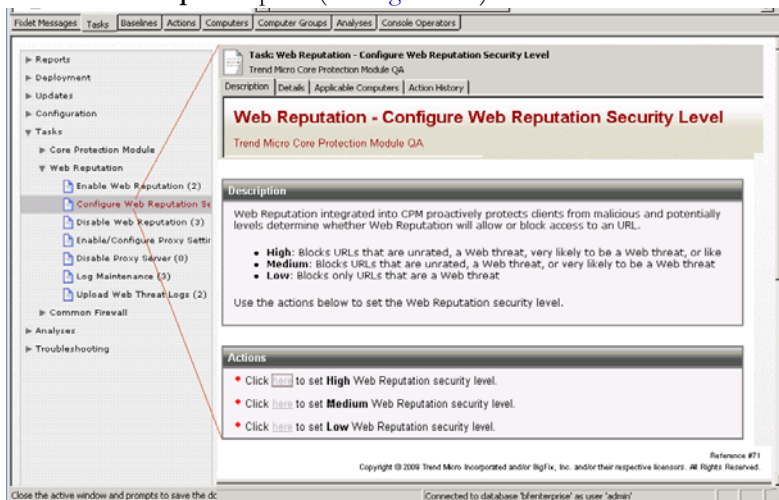 Fixlet Messages Tasks Baselines Actions Computers Computer Groups Analyses Console Operators
Reports
Deployment
Updates
Configuration
Tasks
Core Protection Module
Web Reputation
Enable Web Reputation (2)
Configure Web Reputation Se
Disable Web Reputation (3)
Enable/Configure Proxy Settin
Disable Proxy Server (0)
Log Maintenance (3)
Upload Web Threat Logs (2)
Common Firewall
Analyses
Troubleshooting
Task: Web Reputation - Configure Web Reputation Security Level
Trend Micro Core Protection Module QA
Description Details Applicable Computers Action History
Web Reputation - Configure Web Reputation Security Level
Trend Micro Core Protection Module QA
Description
Web Reputation integrated into CPM proactively protects clients from malicious and potentially
levels determine whether Web Reputation will allow or block access to an URL.
High: Blocks URLs that are unrated, a Web threat, very likely to be a Web threat, or like
Medium: Blocks URLs that are unrated, a Web threat, or very likely to be a Web threat
Low: Blocks only URLs that are a Web threat
Use the actions below to set the Web Reputation security level.
Actions
Click here to set High Web Reputation security level.
Click here to set Medium Web Reputation security level.
Click here to set Low Web Reputation security level.
Reference #71
Copyright © 2009 Trend Micro Incorporated and/or BigFix, Inc. and/or their respective licensors. All Rights Reserved.
Close the active window and prompts to save the dc
Connected to database 'bfenterprise' as user 'admin'